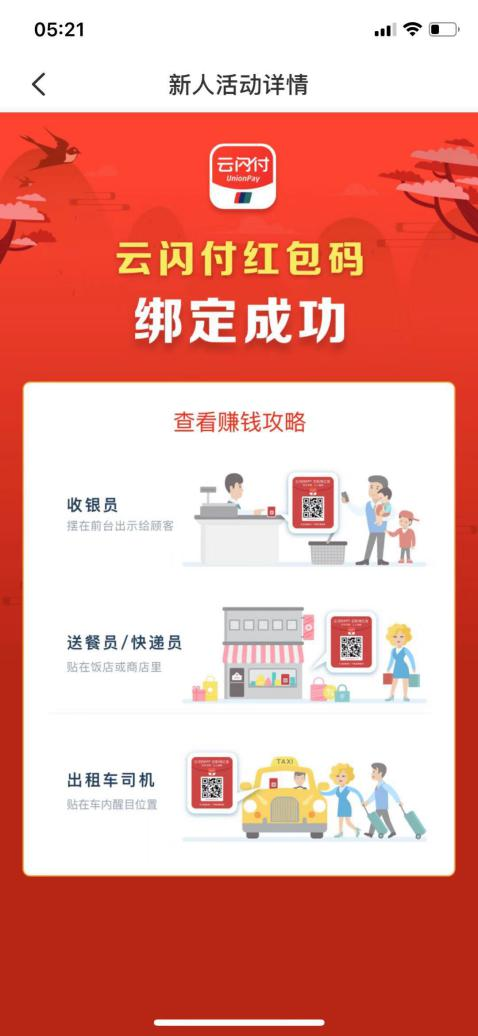 05:21
新人活动详情
云闪付
UnionPay
云闪付红包码
绑定成功
查看赚钱攻略
收银员
摆在前台出示给顾客
送餐员/快递员
贴在饭店或商店里
TAXI
出租车司机
贴在车内醒目位置